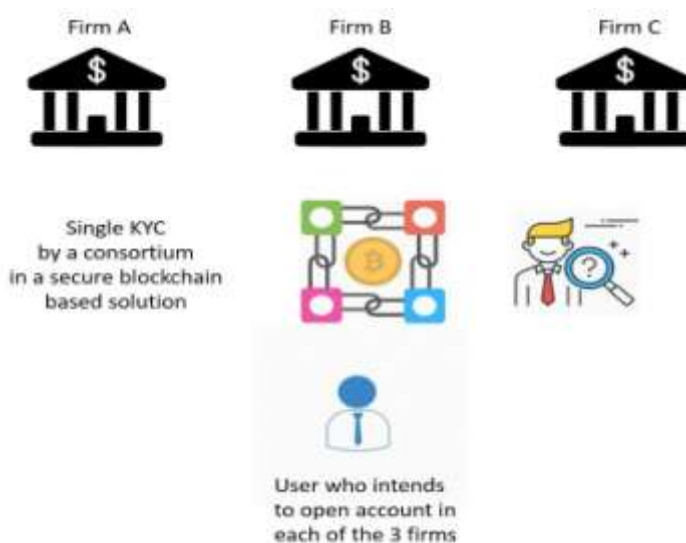 Firm A
Firm B
Firm C
$
$
$
Single KYC
by a consortium
in a secure blockchain
based solution
₿
?
User who intends
to open account in
each of the 3 firms